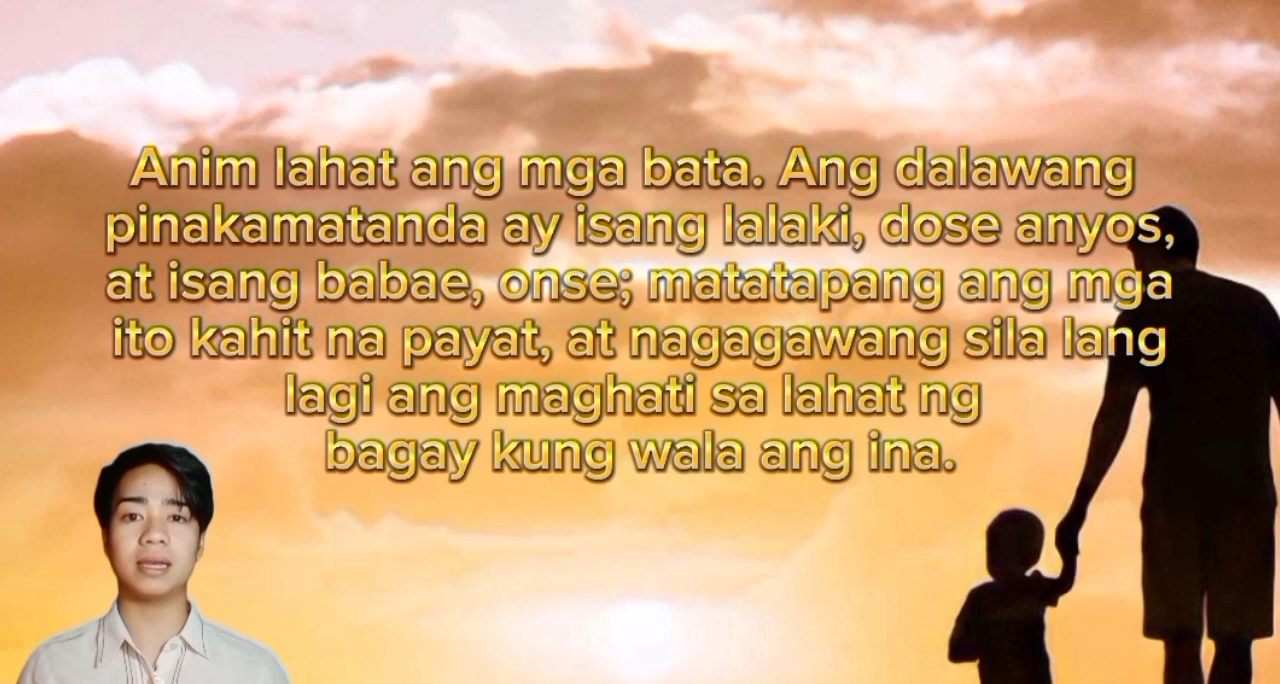 Anim lahat ang mga bata. Ang dalawang
pinakamatanda ay isang lalaki, dose anyos,
at isang babae, onse; matatapang ang mga
ito kahit na payat, at nagagawang sila lang
lagi ang maghati sa lahat ng
bagay kung wala ang ina.